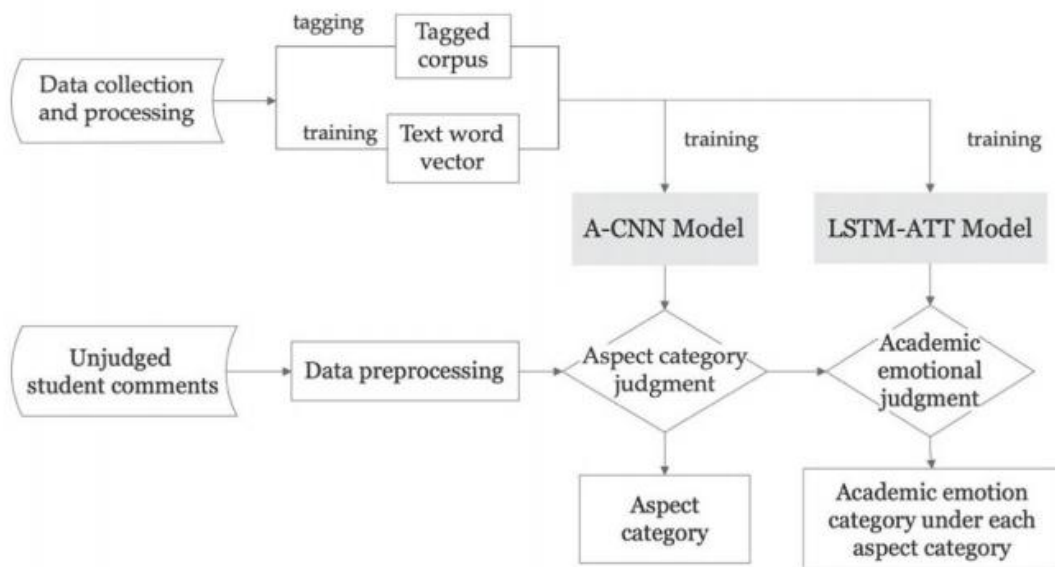 tagging
Tagged
corpus
Data collection
and processing
training
Text word
vector
training
training
A-CNN Model
LSTM-ATT Model
Unjudged
student comments
Data preprocessing
Aspect category
judgment
Academic
emotional
judgment
Aspect
category
Academic emotion
category under each
aspect category